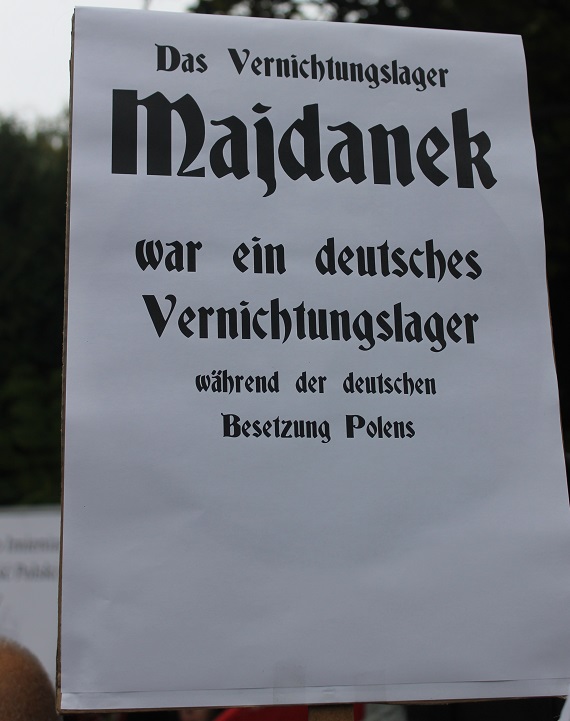 Das Vernichtungslager
Majdanek
war ein deutsches
Vernichtungslager
während der deutschen
Besetzung Polens